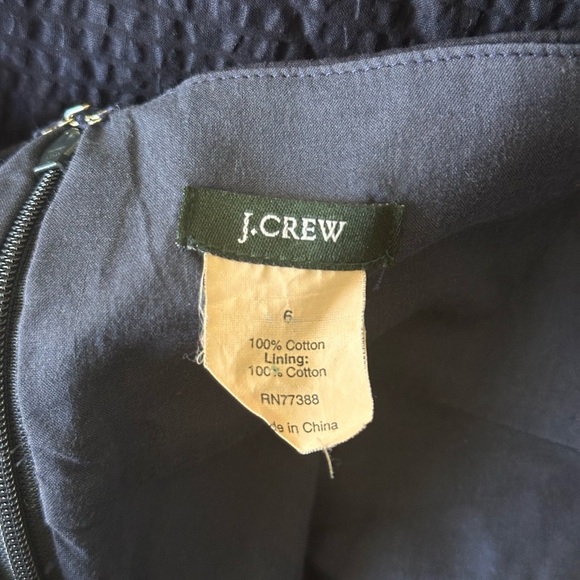 J.CREW
6
100% Cotton
Lining:
100% Cotton
RN77388
de in China